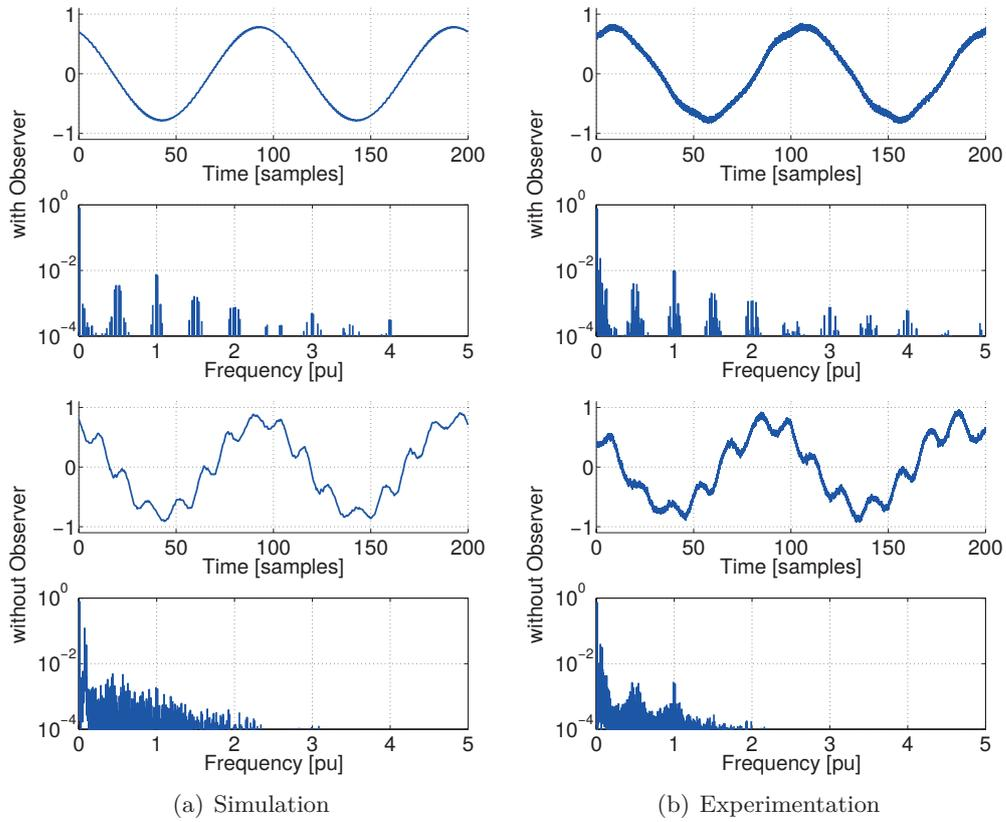 1
0
−1
0 50 100 150 200
Time [samples]
with Observer
10^0
10^−2
10^−4
0 1 2 3 4 5
Frequency [pu]
1
0
−1
0 50 100 150 200
Time [samples]
without Observer
10^0
10^−2
10^−4
0 1 2 3 4 5
Frequency [pu]
(a) Simulation
1
0
−1
0 50 100 150 200
Time [samples]
with Observer
10^0
10^−2
10^−4
0 1 2 3 4 5
Frequency [pu]
1
0
−1
0 50 100 150 200
Time [samples]
without Observer
10^0
10^−2
10^−4
0 1 2 3 4 5
Frequency [pu]
(b) Experimentation